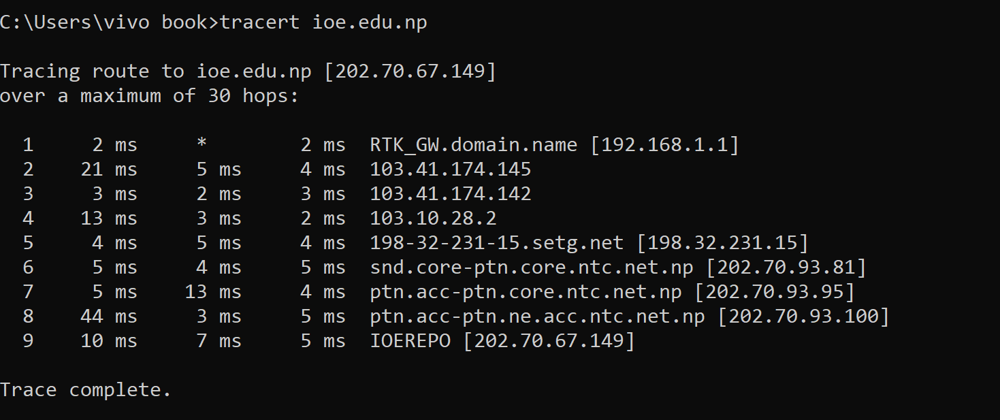 C:\Users\vivo book>tracert ioe.edu.np
Tracing route to ioe.edu.np [202.70.67.149]
over a maximum of 30 hops:
1 2 ms * 2 ms RTK_GW.domain.name [192.168.1.1]
2 21 ms 5 ms 4 ms 103.41.174.145
3 3 ms 2 ms 3 ms 103.41.174.142
4 13 ms 3 ms 2 ms 103.10.28.2
5 4 ms 5 ms 4 ms 198-32-231-15.setg.net [198.32.231.15]
6 5 ms 4 ms 5 ms snd.core-ptn.core.ntc.net.np [202.70.93.81]
7 5 ms 13 ms 4 ms ptn.acc-ptn.core.ntc.net.np [202.70.93.95]
8 44 ms 3 ms 5 ms ptn.acc-ptn.ne.acc.ntc.net.np [202.70.93.100]
9 10 ms 7 ms 5 ms IOEREPO [202.70.67.149]
Trace complete.